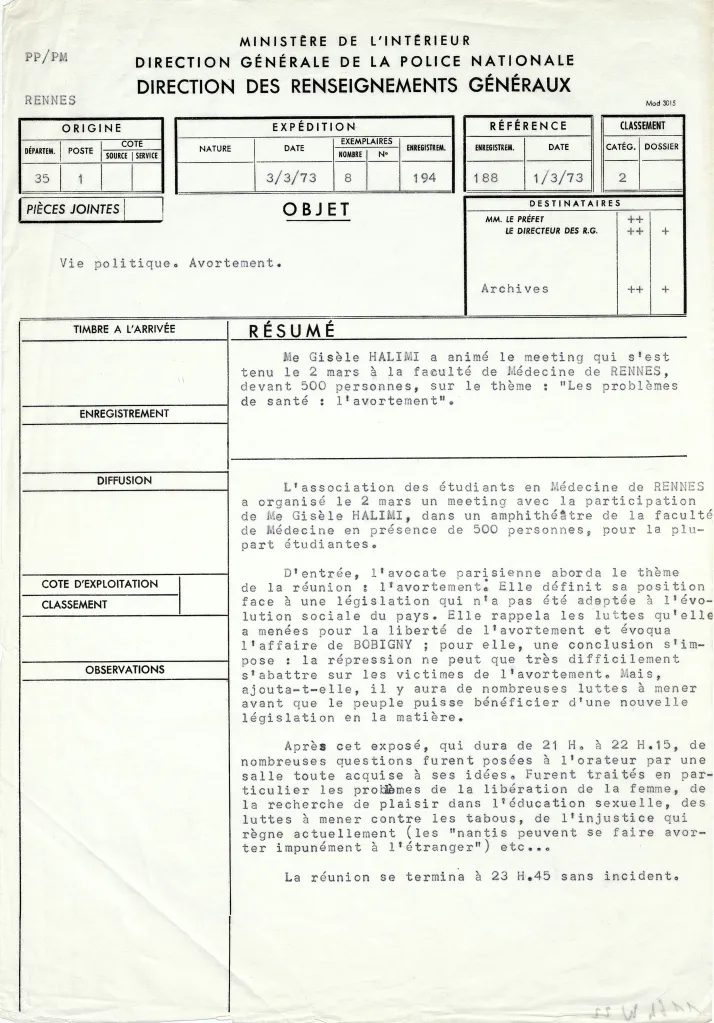 MINISTÈRE DE L'INTÉRIEUR
PP/PM
DIRECTION GÉNÉRALE DE LA POLICE NATIONALE
DIRECTION DES RENSEIGNEMENTS GÉNÉRAUX
RENNES
Mod 3015
ORIGINE
DÉPARTEM. POSTE COTE SOURCE SERVICE
35 1
EXPÉDITION
NATURE DATE EXEMPLAIRES NOMBRE N° ENREGISTREM.
3/3/73 8 194
RÉFÉRENCE
ENREGISTREM. DATE
188 1/3/73
CLASSEMENT
CATÉG. DOSSIER
2
PIÈCES JOINTES
OBJET
DESTINATAIRES
MM. LE PRÉFET ++
LE DIRECTEUR DES R.G. ++ +
Vie politique. Avortement.
Archives ++ +
TIMBRE A L'ARRIVÉE
ENREGISTREMENT
DIFFUSION
COTE D'EXPLOITATION
CLASSEMENT
OBSERVATIONS
RÉSUMÉ
Me Gisèle HALIMI a animé le meeting qui s'est
tenu le 2 mars à la faculté de Médecine de RENNES,
devant 500 personnes, sur le thème : "Les problèmes
de santé : l'avortement".
L'association des étudiants en Médecine de RENNES
a organisé le 2 mars un meeting avec la participation
de Me Gisèle HALIMI, dans un amphithéâtre de la faculté
de Médecine en présence de 500 personnes, pour la plu-
part étudiantes.
D'entrée, l'avocate parisienne aborda le thème
de la réunion : l'avortement. Elle définit sa position
face à une législation qui n'a pas été adaptée à l'évo-
lution sociale du pays. Elle rappela les luttes qu'elle
a menées pour la liberté de l'avortement et évoqua
l'affaire de BOBIGNY ; pour elle, une conclusion s'im-
pose : la répression ne peut que très difficilement
s'abattre sur les victimes de l'avortement. Mais,
ajouta-t-elle, il y aura de nombreuses luttes à mener
avant que le peuple puisse bénéficier d'une nouvelle
législation en la matière.
Après cet exposé, qui dura de 21 H. à 22 H.15, de
nombreuses questions furent posées à l'orateur par une
salle toute acquise à ses idées. Furent traités en par-
ticulier les problèmes de la libération de la femme, de
la recherche de plaisir dans l'éducation sexuelle, des
luttes à mener contre les tabous, de l'injustice qui
règne actuellement (les "nantis peuvent se faire avor-
ter impunément à l'étranger") etc...
La réunion se termina à 23 H.45 sans incident.